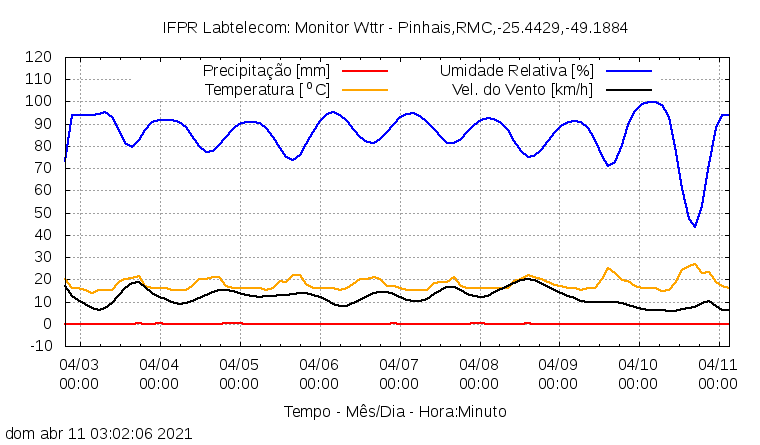 IFPR Labtelecom: Monitor Wttr - Pinhais,RMC,-25.4429,-49.1884
120
110
100
90
80
70
60
50
40
30
20
10
0
-10
Precipitação [mm]
Temperatura [⁰C]
Umidade Relativa [%]
Vel. do Vento [km/h]
04/03 04/04 04/05 04/06 04/07 04/08 04/09 04/10 04/11
00:00 00:00 00:00 00:00 00:00 00:00 00:00 00:00 00:00
Tempo - Mês/Dia - Hora:Minuto
dom abr 11 03:02:06 2021